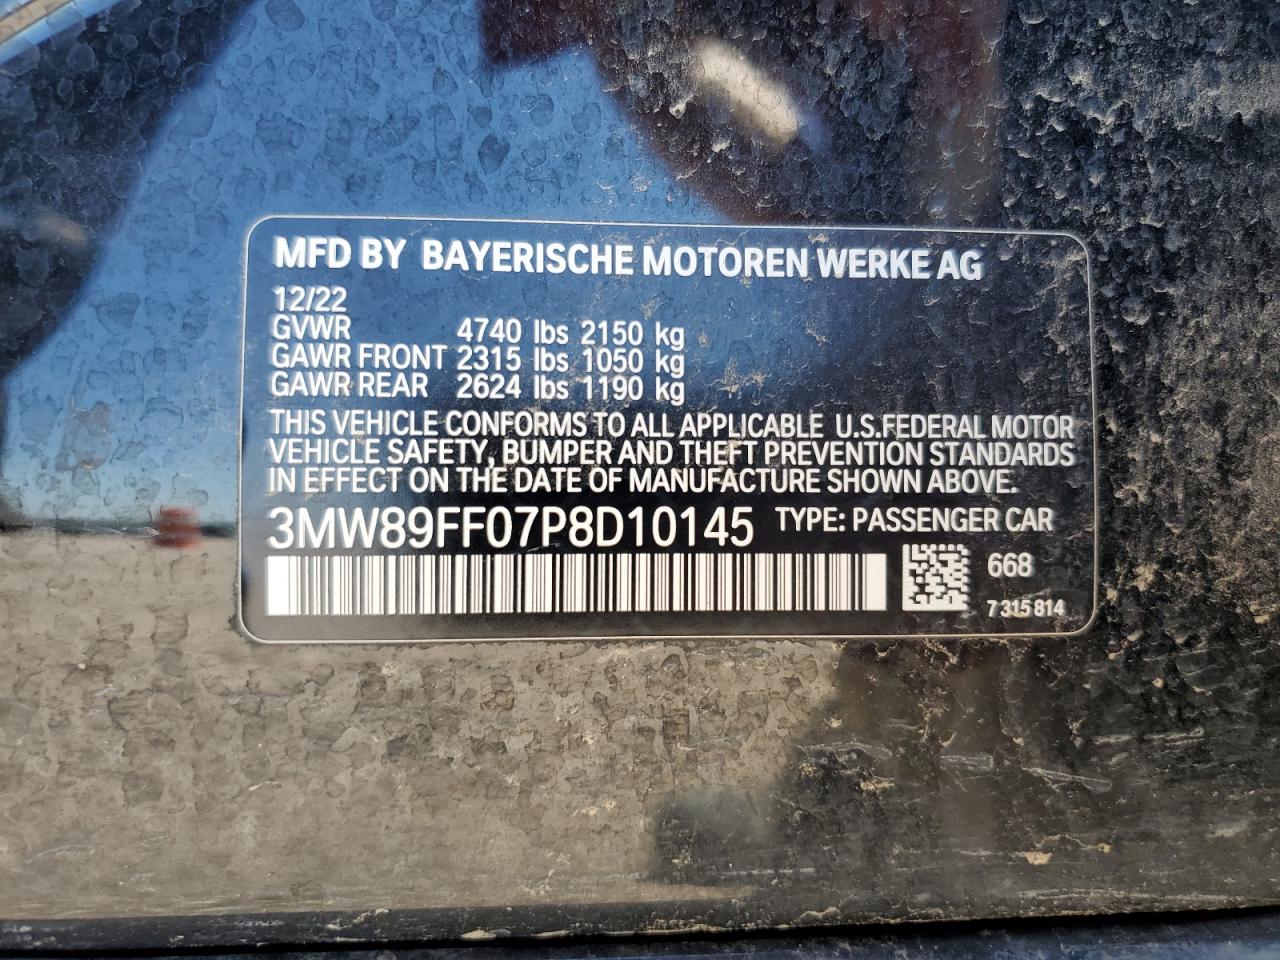 MFD BY BAYERISCHE MOTOREN WERKE AG
12/22
GVWR 4740 lbs 2150 kg
GAWR FRONT 2315 lbs 1050 kg
GAWR REAR 2624 lbs 1190 kg
THIS VEHICLE CONFORMS TO ALL APPLICABLE U.S.FEDERAL MOTOR
VEHICLE SAFETY, BUMPER AND THEFT PREVENTION STANDARDS
IN EFFECT ON THE DATE OF MANUFACTURE SHOWN ABOVE.
3MW89FF07P8D10145 TYPE: PASSENGER CAR
668
7 315 814